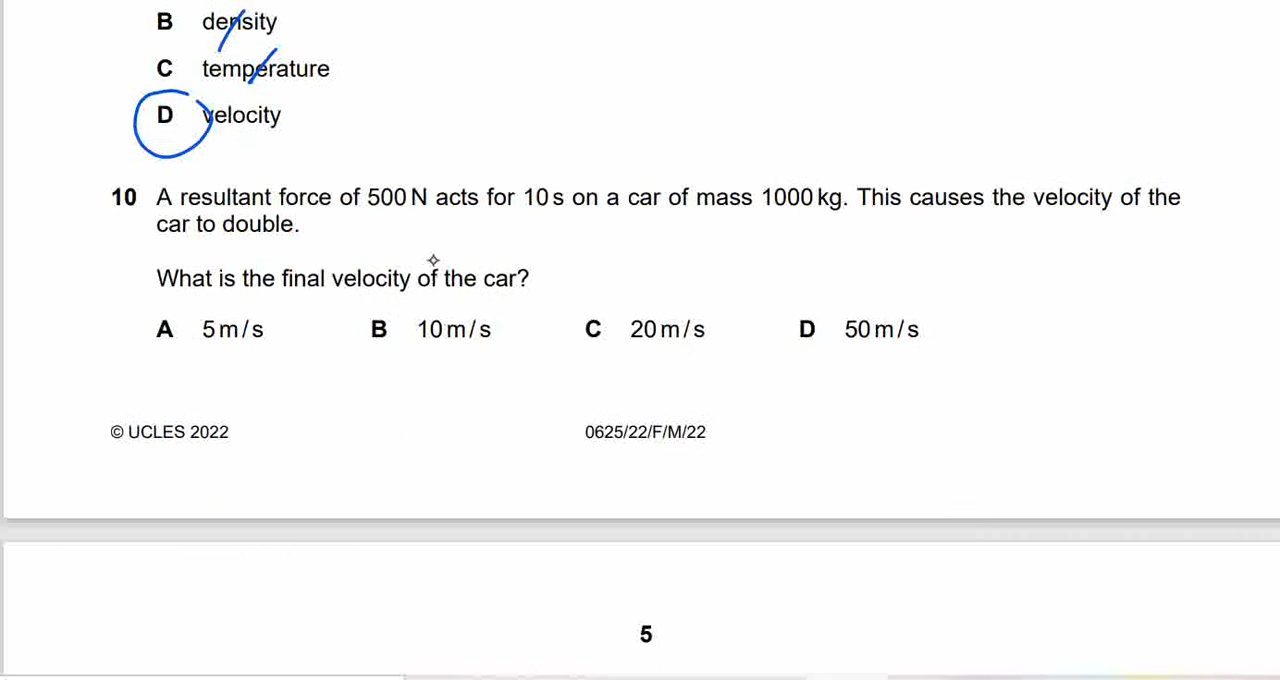 B density
C temperature
D velocity
10 A resultant force of 500 N acts for 10 s on a car of mass 1000 kg. This causes the velocity of the
car to double.
What is the final velocity of the car?
A 5 m / s B 10 m / s C 20 m / s D 50 m / s
© UCLES 2022 0625/22/F/M/22
5